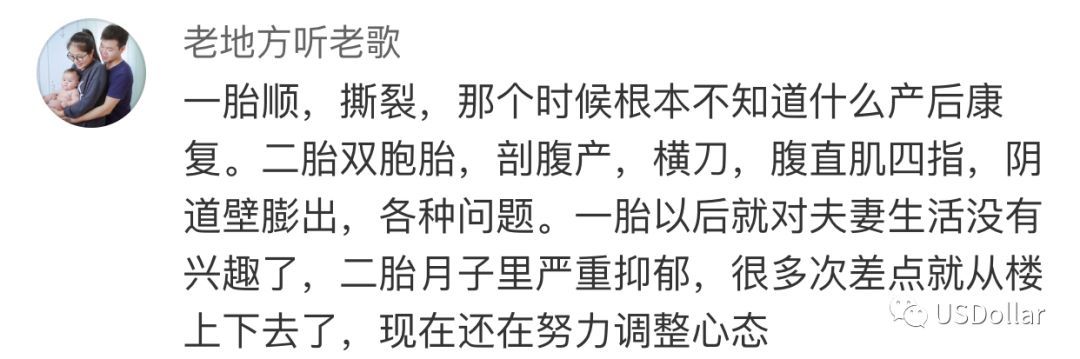 老地方听老歌
一胎顺，撕裂，那个时候根本不知道什么产后康
复。二胎双胞胎，剖腹产，横刀，腹直肌四指，阴
道壁膨出，各种问题。一胎以后就对夫妻生活没有
兴趣了，二胎月子里严重抑郁，很多次差点就从楼
上下去了，现在还在努力调整心态
USDollar